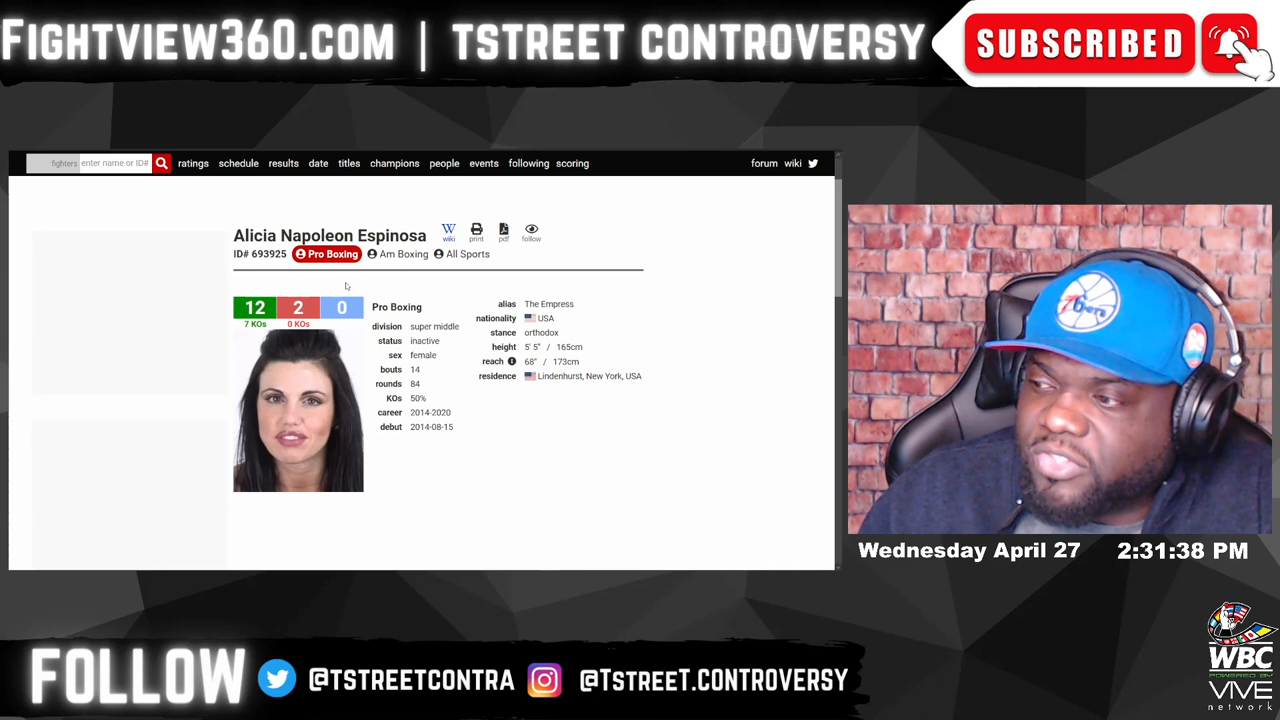 FIGHTVIEW360.COM | TSTREET CONTROVERSY
SUBSCRIBED
fighters enter name or ID# ratings schedule results date titles champions people events following scoring forum wiki
Alicia Napoleon Espinosa
wiki print pdf follow
ID# 693925 Pro Boxing Am Boxing All Sports
12 2 0
7 KOs 0 KOs
Pro Boxing
division super middle
status inactive
sex female
bouts 14
rounds 84
KOs 50%
career 2014-2020
debut 2014-08-15
alias The Empress
nationality USA
stance orthodox
height 5' 5" / 165cm
reach 68" / 173cm
residence Lindenhurst, New York, USA
76ers
Wednesday April 27 2:31:38 PM
FOLLOW @TSTREETCONTRA @TSTREET.CONTROVERSY
WBC
POWERED BY
VIVE
network